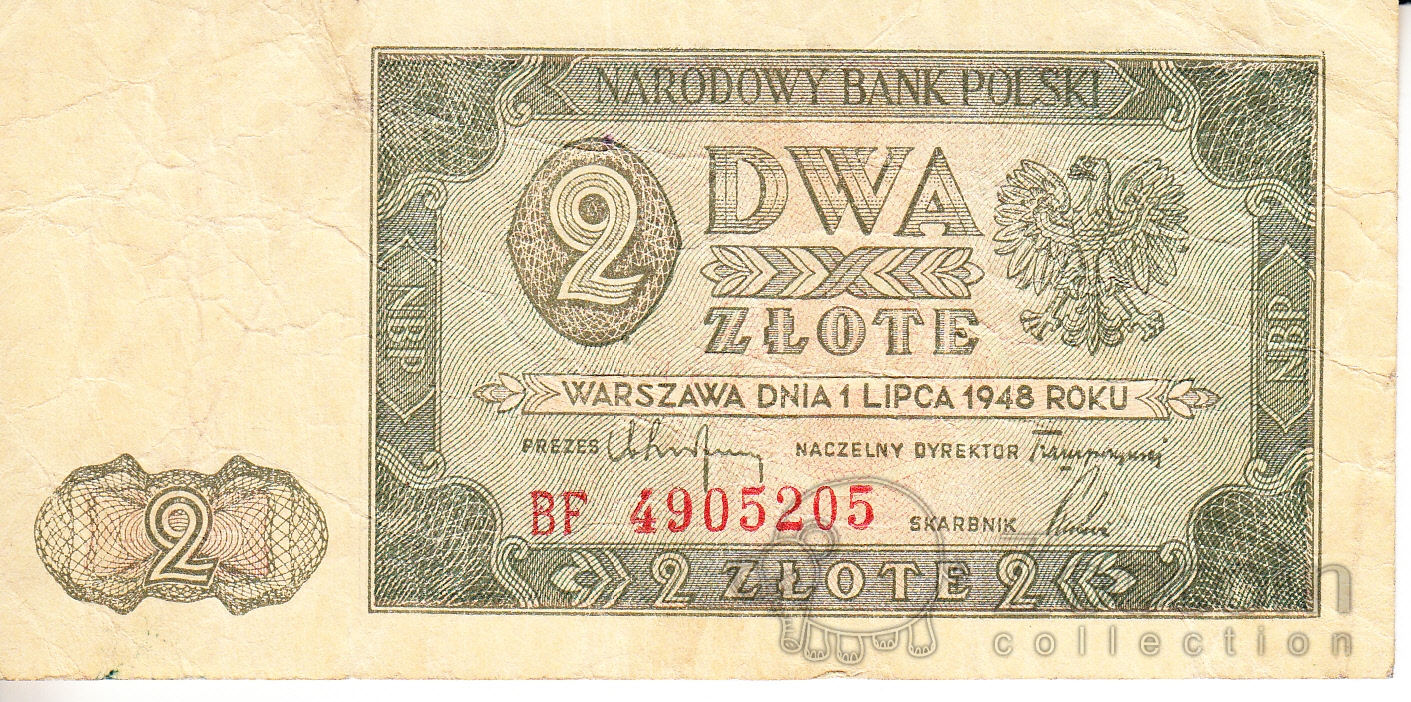 NARODOWY BANK POLSKI
2 DWA
ZŁOTE
NBP
NBP
WARSZAWA DNIA 1 LIPCA 1948 ROKU
PREZES NACZELNY DYREKTOR
BF 4905205 SKARBNIK
2
2 ZŁOTE 2
collection